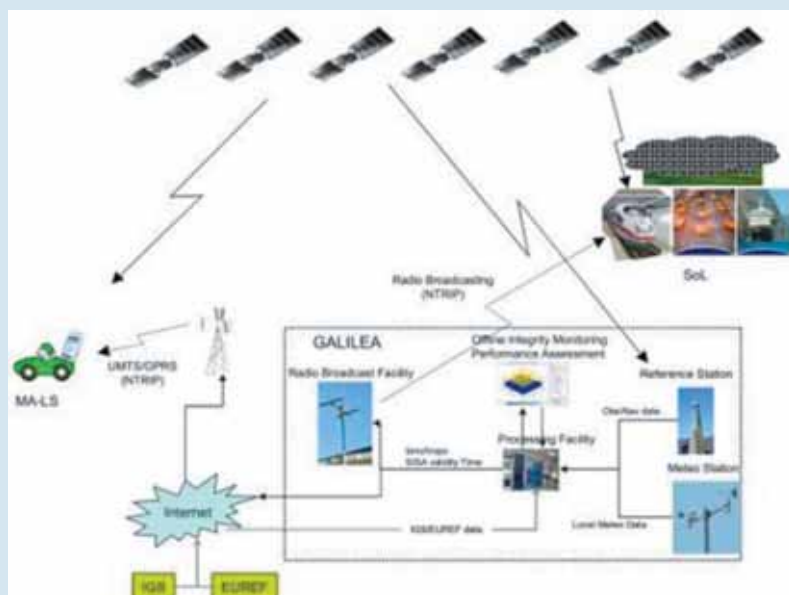 SoL
Radio Broadcasting
(NTRIP)
GALILEA
Offline Integrity Monitoring
Performance Assessment
Radio Broadcast Facility
Reference Station
UMTS/GPRS
(NTRIP)
MA-LS
Obs/Nav data
Processing Facility
SISA validity Time
Meteo Station
Internet
IGS/EUREF data
Local Meteo Data
IGS
EUREF